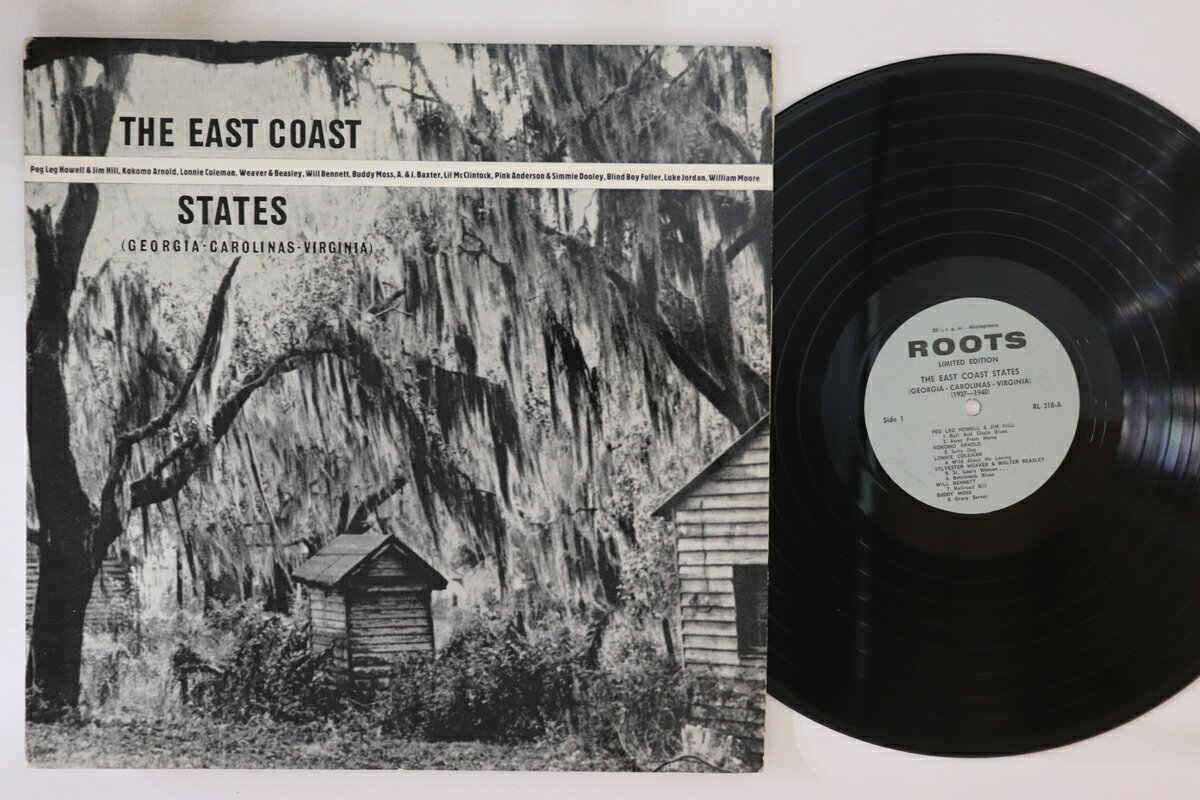 THE EAST COAST
Peg Leg Howell & Jim Hill, Kokomo Arnold, Lonnie Coleman, Weaver & Beasley, Will Bennett, Buddy Moss, A. & J. Baxter, Lil McClintock, Pink Anderson & Simmie Dooley, Blind Boy Fuller, Luke Jordan, William Moore
STATES
(GEORGIA·CAROLINAS·VIRGINIA)
33⅓ r. p. m. - Microgroove
ROOTS
LIMITED EDITION
THE EAST COAST STATES
(GEORGIA - CAROLINAS - VIRGINIA)
(1927—1940)
Side 1
RL 318-A
PEG LEG HOWELL & JIM HILL
1. Ball And Chain Blues
2. Away From Home
KOKOMO ARNOLD
3. Salty Dog
LONNIE COLEMAN
4. Wild About My Loving
SYLVESTER WEAVER & WALTER BEASLEY
5. St. Louis Woman . . .
6. Bottleneck Blues
WILL BENNETT
7. Railroad Bill
BUDDY MOSS
8. Gravy Server